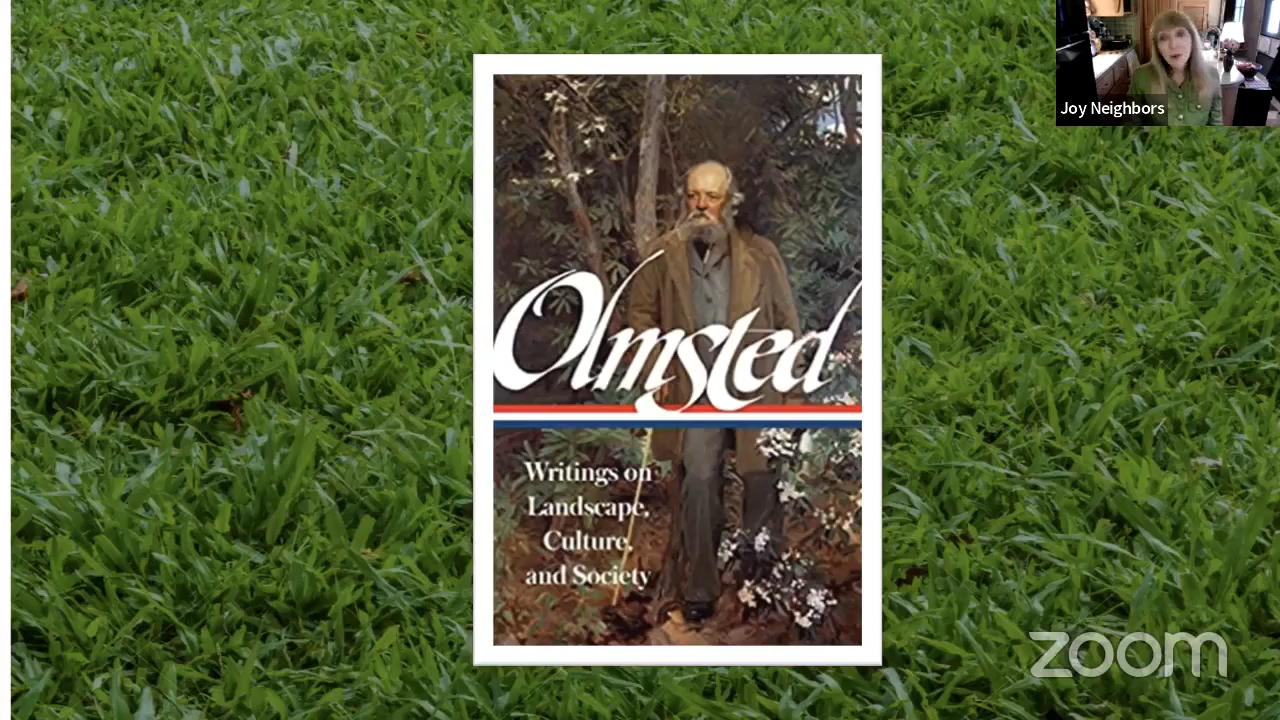 Joy Neighbors
Olmsted
Writings on
Landscape,
Culture,
and Society
zoom